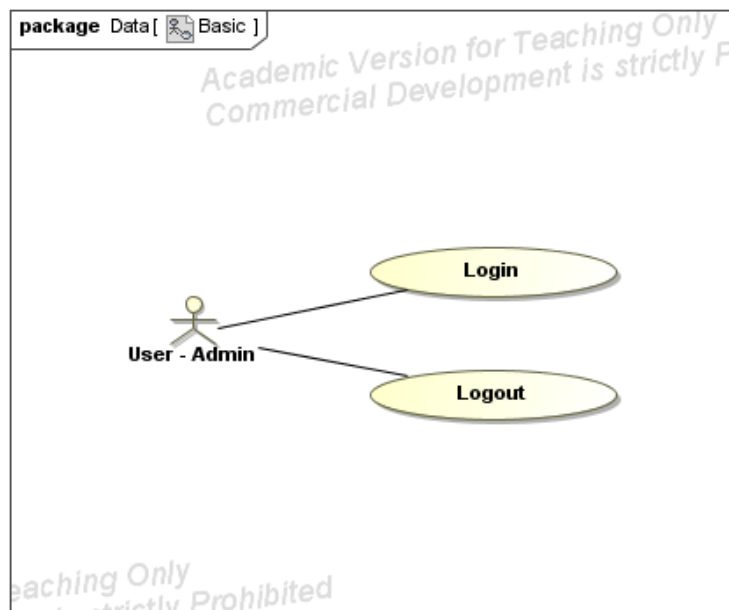 package Data [ Basic ]
Academic Version for Teaching Only
Commercial Development is strictly P
Login
User - Admin
Logout
eaching Only
strictly Prohibited